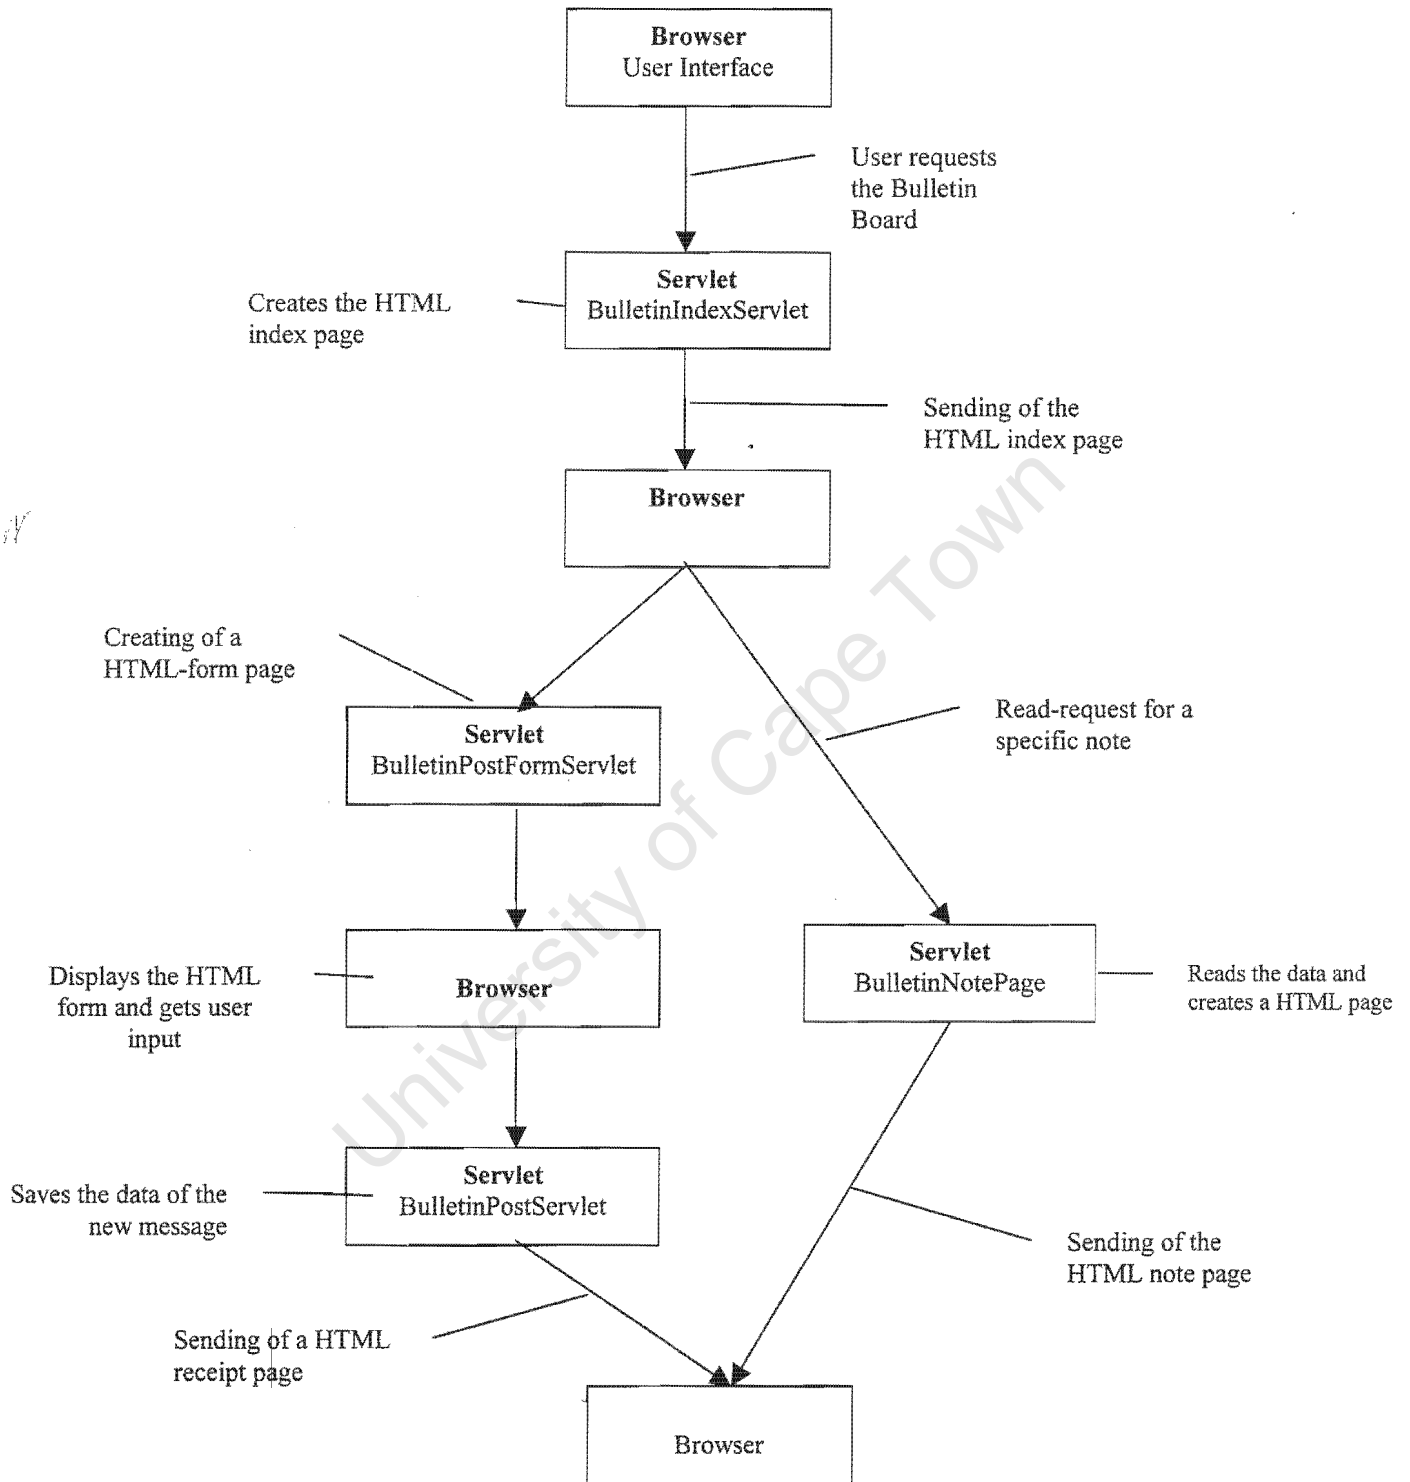 Browser
User Interface
User requests
the Bulletin
Board
Servlet
BulletinIndexServlet
Creates the HTML
index page
Sending of the
HTML index page
Browser
Creating of a
HTML-form page
Servlet
BulletinPostFormServlet
Read-request for a
specific note
Displays the HTML
form and gets user
input
Browser
Servlet
BulletinNotePage
Reads the data and
creates a HTML page
Saves the data of the
new message
Servlet
BulletinPostServlet
Sending of the
HTML note page
Sending of a HTML
receipt page
Browser
University of Cape Town